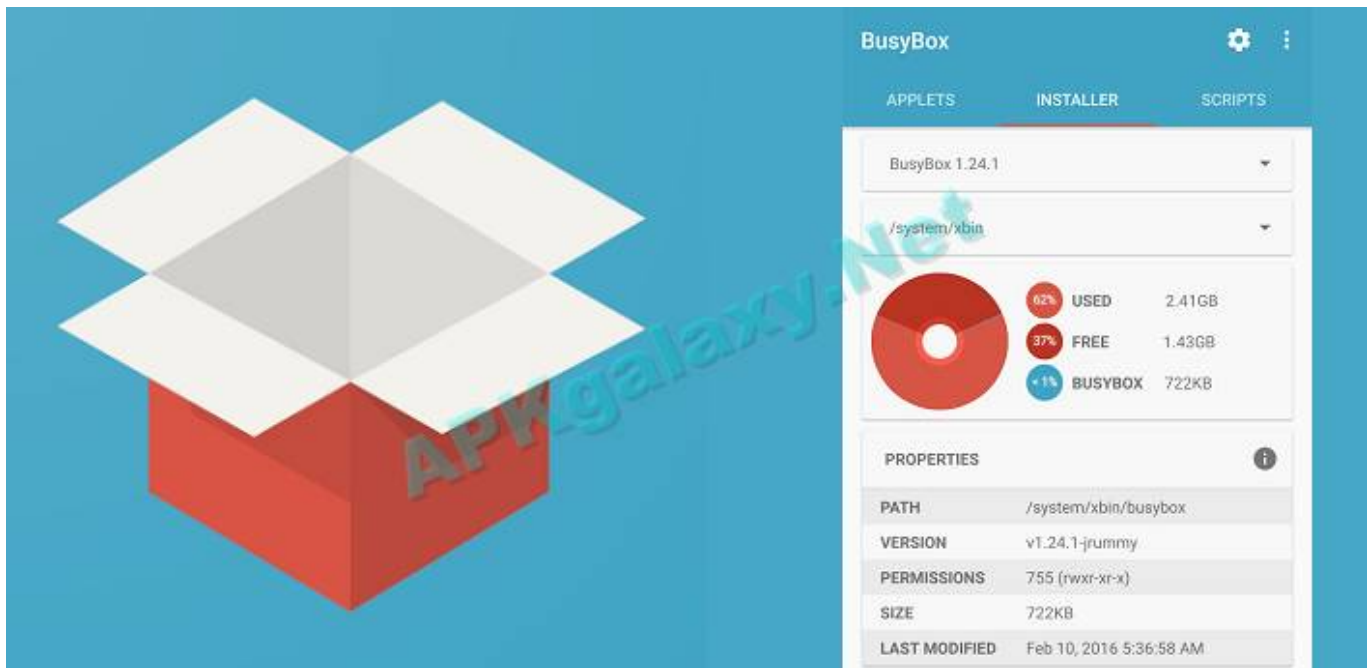 BusyBox
APPLETS INSTALLER SCRIPTS
BusyBox 1.24.1
/system/xbin
62% USED 2.41GB
37% FREE 1.43GB
< 1% BUSYBOX 722KB
PROPERTIES
PATH /system/xbin/busybox
VERSION v1.24.1-jrummy
PERMISSIONS 755 (rwxr-xr-x)
SIZE 722KB
LAST MODIFIED Feb 10, 2016 5:36:58 AM
APKgalaxy.Net